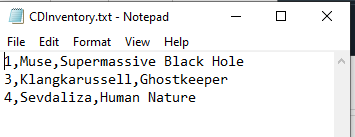 CDInventory.txt - Notepad
File Edit Format View Help
1,Muse,Supermassive Black Hole
3,Klangkarussell,Ghostkeeper
4,Sevdaliza,Human Nature